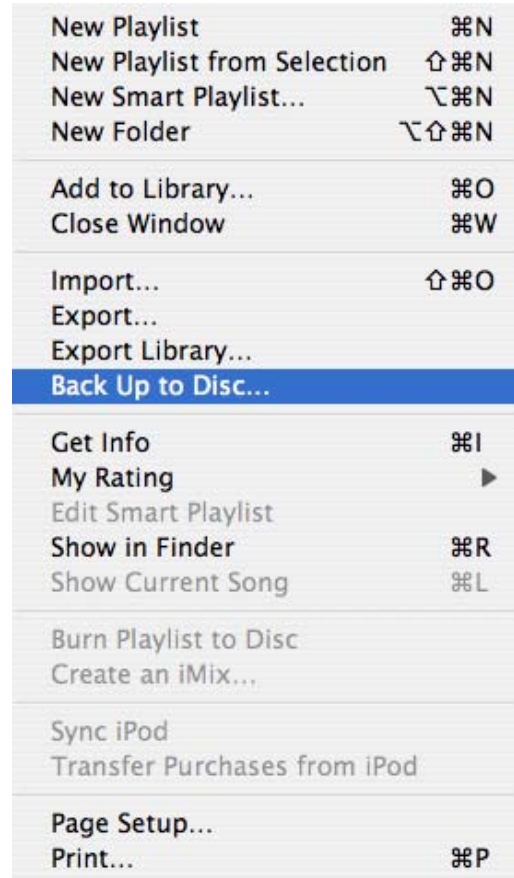 New Playlist ⌘N
New Playlist from Selection ⇧⌘N
New Smart Playlist... ⌥⌘N
New Folder ⌥⇧⌘N
Add to Library... ⌘O
Close Window ⌘W
Import... ⇧⌘O
Export...
Export Library...
Back Up to Disc...
Get Info ⌘I
My Rating ▶
Edit Smart Playlist
Show in Finder ⌘R
Show Current Song ⌘L
Burn Playlist to Disc
Create an iMix...
Sync iPod
Transfer Purchases from iPod
Page Setup...
Print... ⌘P